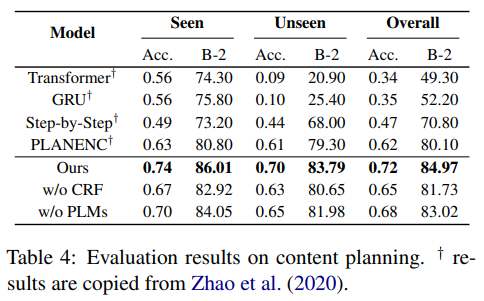 Model Seen Unseen Overall
Acc. B-2 Acc. B-2 Acc. B-2
Transformer† 0.56 74.30 0.09 20.90 0.34 49.30
GRU† 0.56 75.80 0.10 25.40 0.35 52.20
Step-by-Step† 0.49 73.20 0.44 68.00 0.47 70.80
PLANENC† 0.63 80.80 0.61 79.30 0.62 80.10
Ours 0.74 86.01 0.70 83.79 0.72 84.97
w/o CRF 0.67 82.92 0.63 80.65 0.65 81.73
w/o PLMs 0.70 84.05 0.65 81.98 0.68 83.02
Table 4: Evaluation results on content planning. † re-
sults are copied from Zhao et al. (2020).